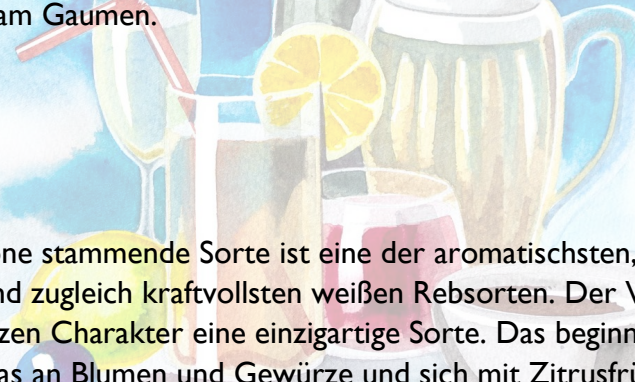 am Gaumen.
ne stammende Sorte ist eine der aromatischsten,
nd zugleich kraftvollsten weißen Rebsorten. Der
zen Charakter eine einzigartige Sorte. Das beginn
as an Blumen und Gewürze und sich mit Zitrusfru